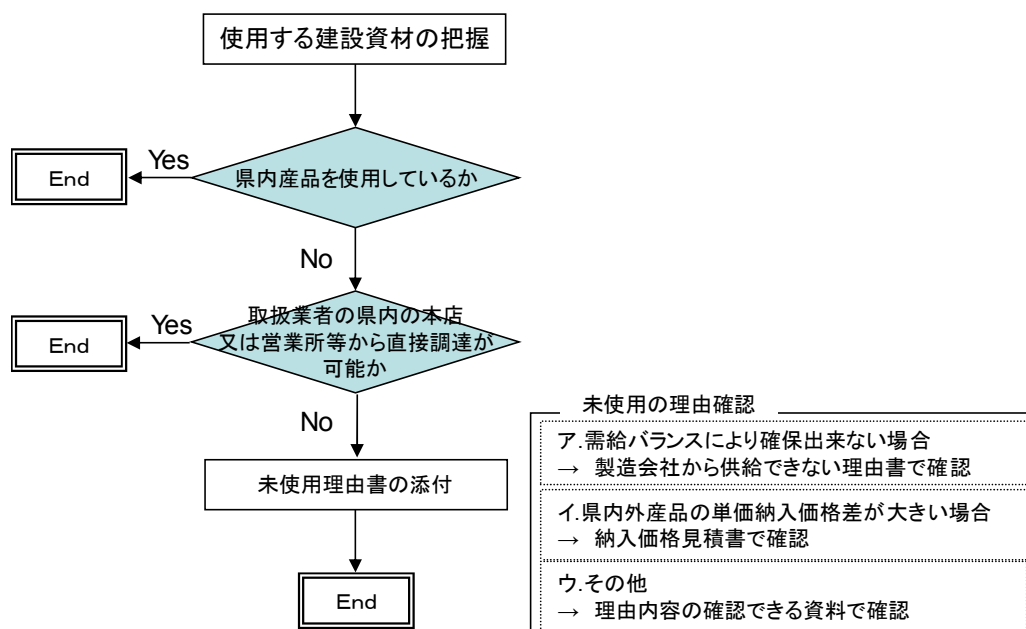 使用する建設資材の把握
Yes
End
県内産品を使用しているか
No
取扱業者の県内の本店
又は営業所等から直接調達が
可能か
Yes
End
No
未使用理由書の添付
End
未使用の理由確認
ア.需給バランスにより確保出来ない場合
→ 製造会社から供給できない理由書で確認
イ.県内外産品の単価納入価格差が大きい場合
→ 納入価格見積書で確認
ウ.その他
→ 理由内容の確認できる資料で確認